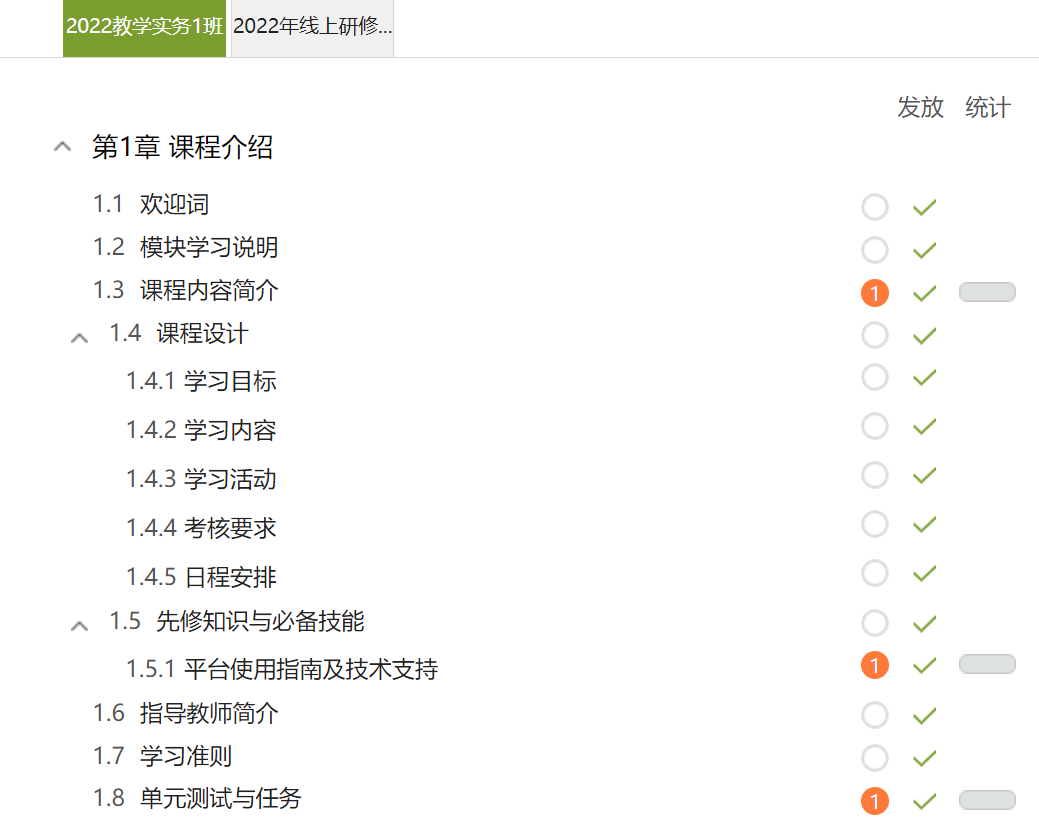 2022教学实务1班 2022年线上研修...
发放 统计
第1章 课程介绍
1.1 欢迎词
1.2 模块学习说明
1.3 课程内容简介 1
1.4 课程设计
1.4.1 学习目标
1.4.2 学习内容
1.4.3 学习活动
1.4.4 考核要求
1.4.5 日程安排
1.5 先修知识与必备技能
1.5.1 平台使用指南及技术支持 1
1.6 指导教师简介
1.7 学习准则
1.8 单元测试与任务 1